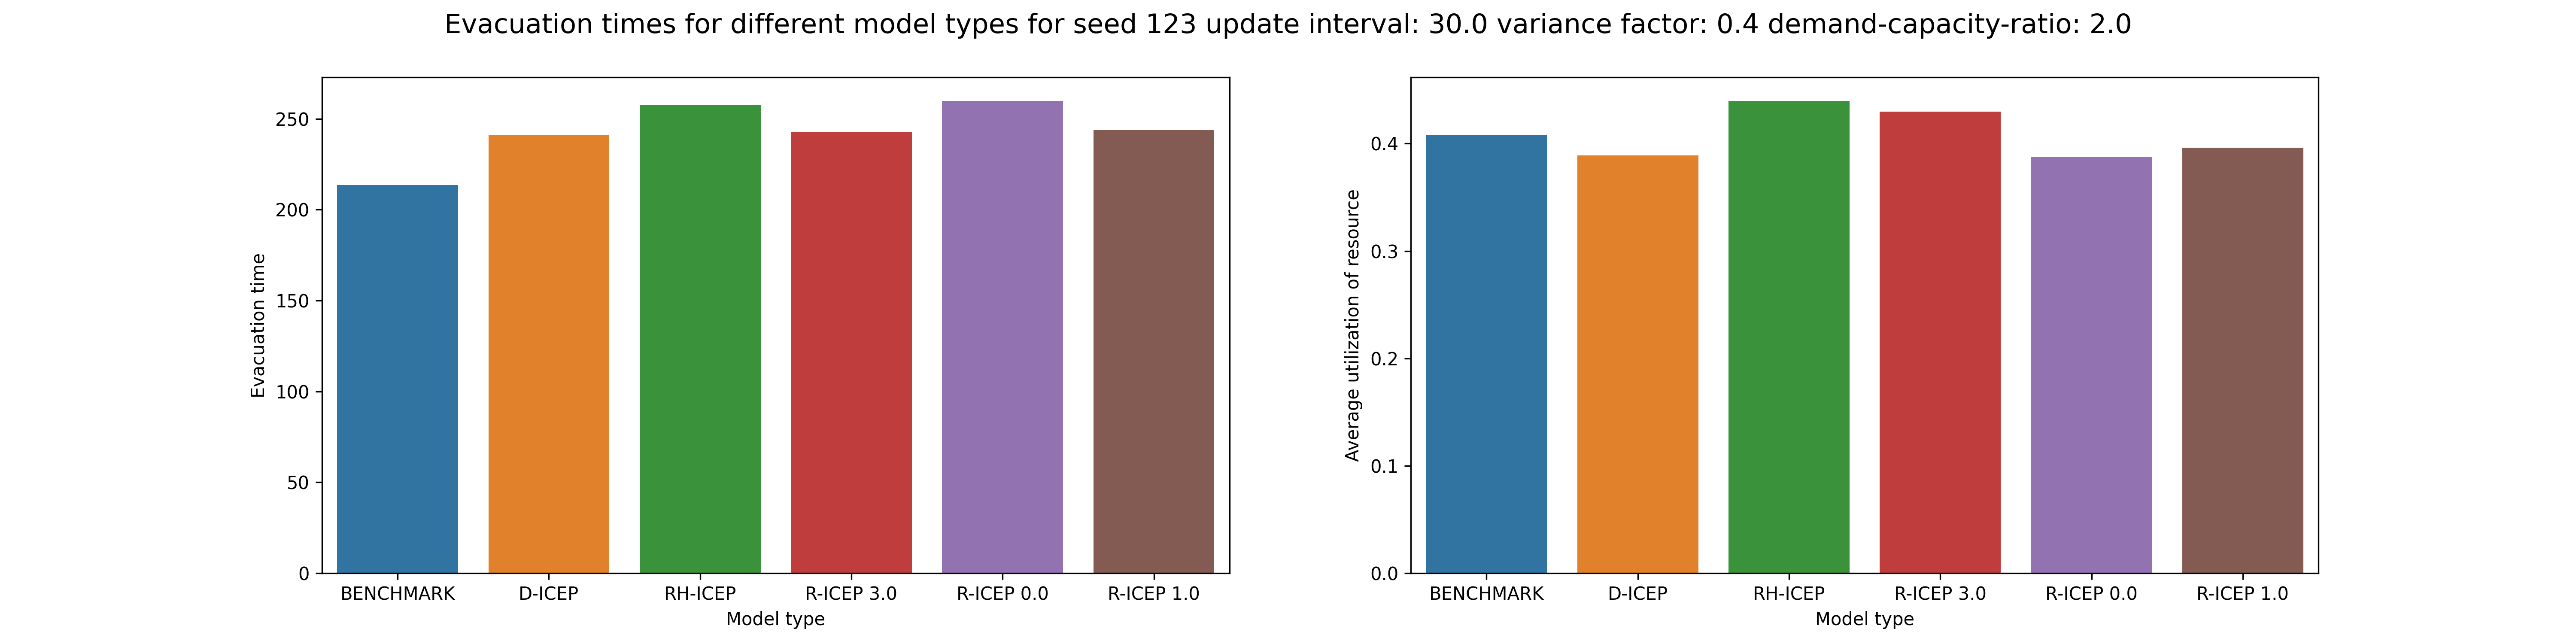 Evacuation times for different model types for seed 123 update interval: 30.0 variance factor: 0.4 demand-capacity-ratio: 2.0
Evacuation time
250
200
150
100
50
0
BENCHMARK D-ICEP RH-ICEP R-ICEP 3.0 R-ICEP 0.0 R-ICEP 1.0
Model type
Average utilization of resource
0.4
0.3
0.2
0.1
0.0
BENCHMARK D-ICEP RH-ICEP R-ICEP 3.0 R-ICEP 0.0 R-ICEP 1.0
Model type